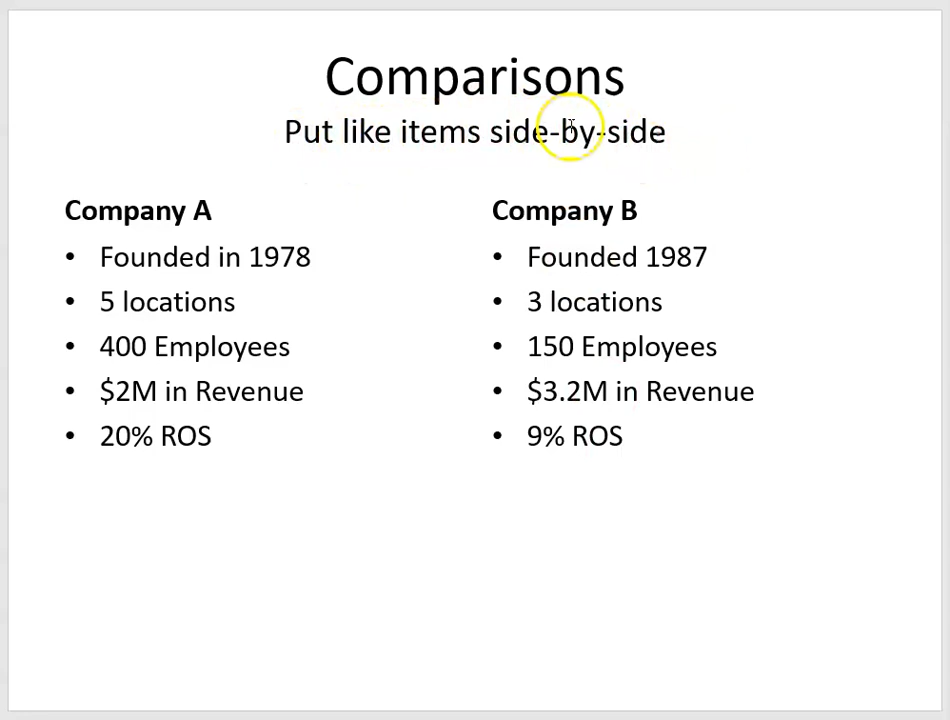 Comparisons
Put like items side-by-side
Company A
• Founded in 1978
• 5 locations
• 400 Employees
• $2M in Revenue
• 20% ROS
Company B
• Founded 1987
• 3 locations
• 150 Employees
• $3.2M in Revenue
• 9% ROS